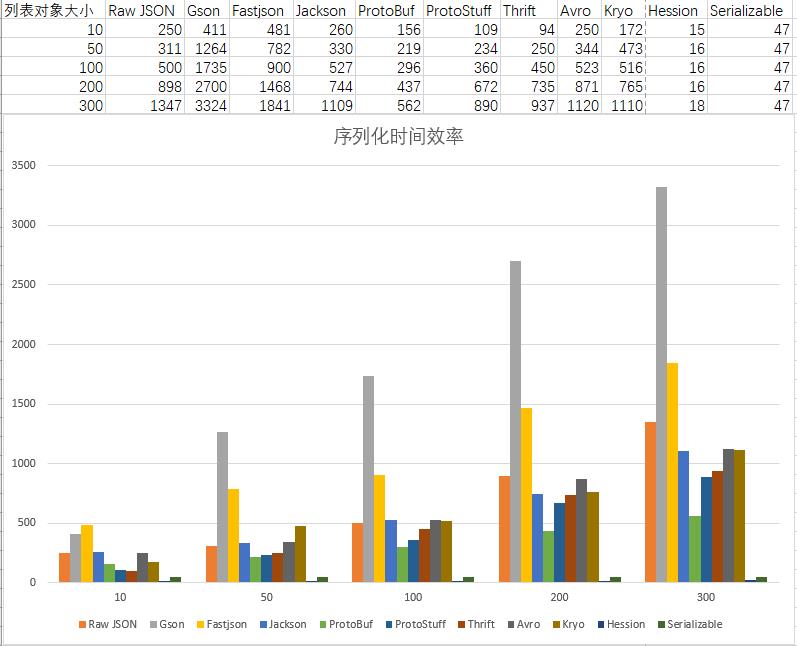 列表对象大小 Raw JSON Gson Fastjson Jackson ProtoBuf ProtoStuff Thrift Avro Kryo Hession Serializable
10 250 411 481 260 156 109 94 250 172 15 47
50 311 1264 782 330 219 234 250 344 473 16 47
100 500 1735 900 527 296 360 450 523 516 16 47
200 898 2700 1468 744 437 672 735 871 765 16 47
300 1347 3324 1841 1109 562 890 937 1120 1110 18 47
序列化时间效率
3500
3000
2500
2000
1500
1000
500
0
10 50 100 200 300
Raw JSON Gson Fastjson Jackson ProtoBuf ProtoStuff Thrift Avro Kryo Hession Serializable